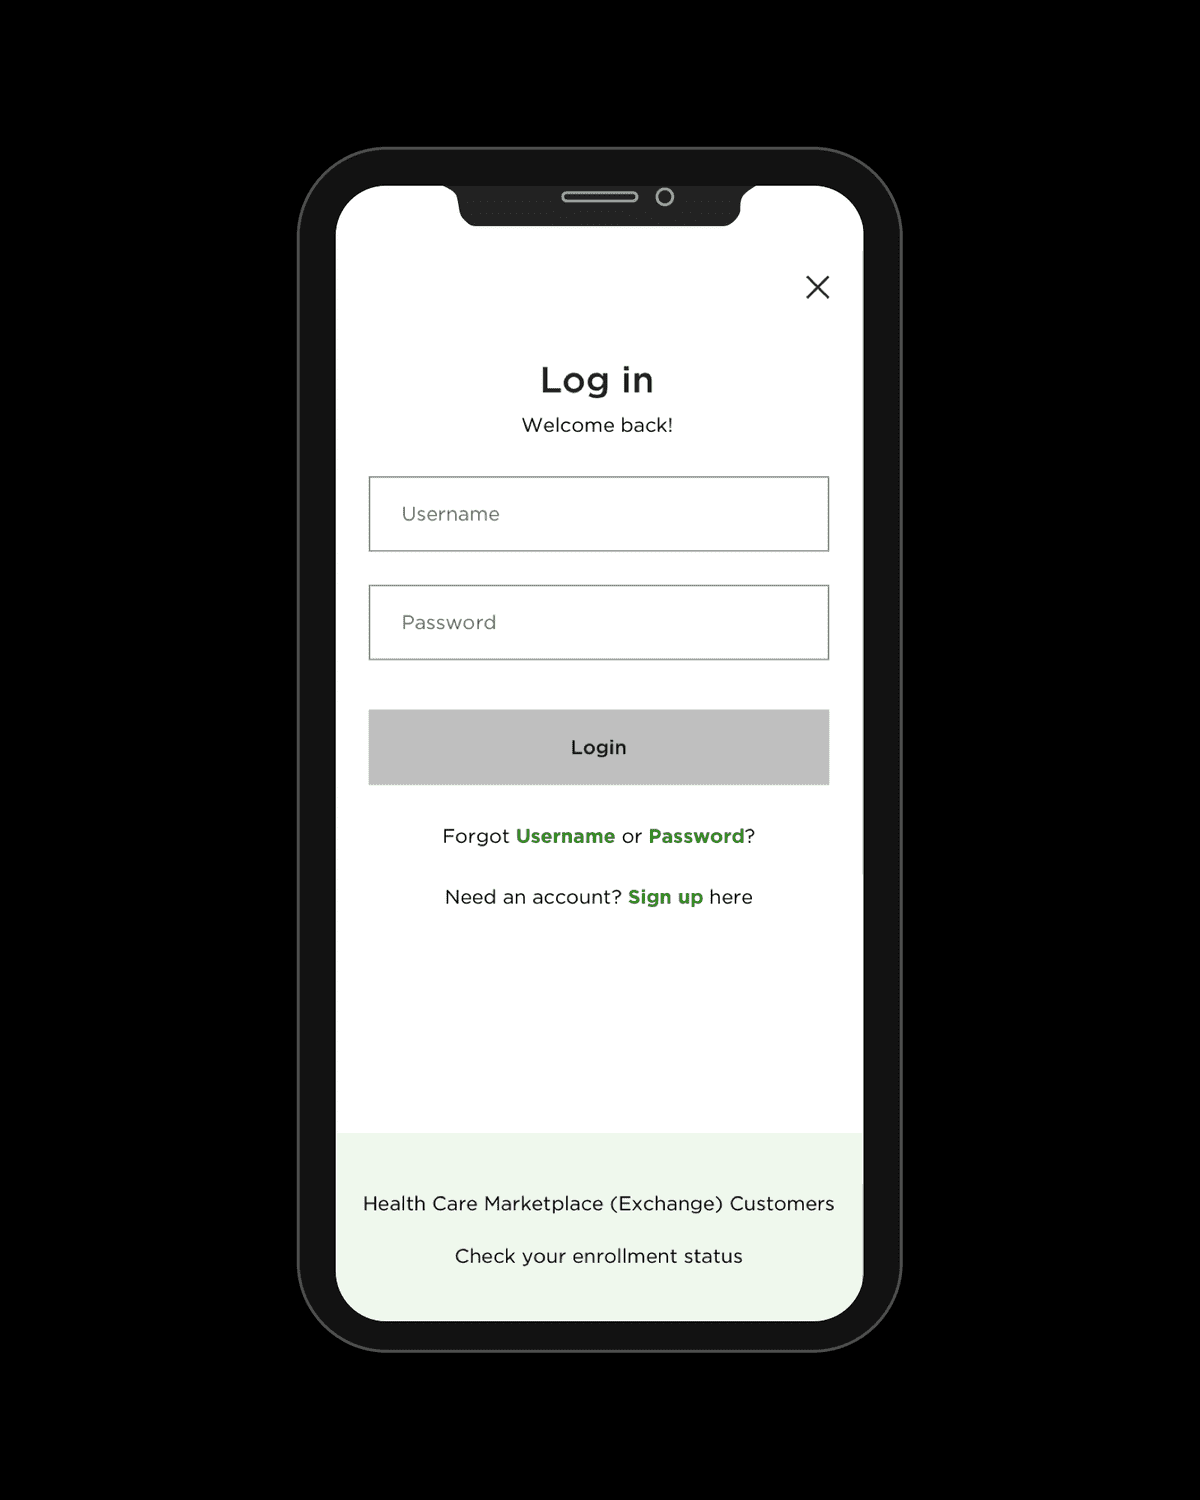 Log in
Welcome back!
Username
Password
Login
Forgot Username or Password?
Need an account? Sign up here
Health Care Marketplace (Exchange) Customers
Check your enrollment status